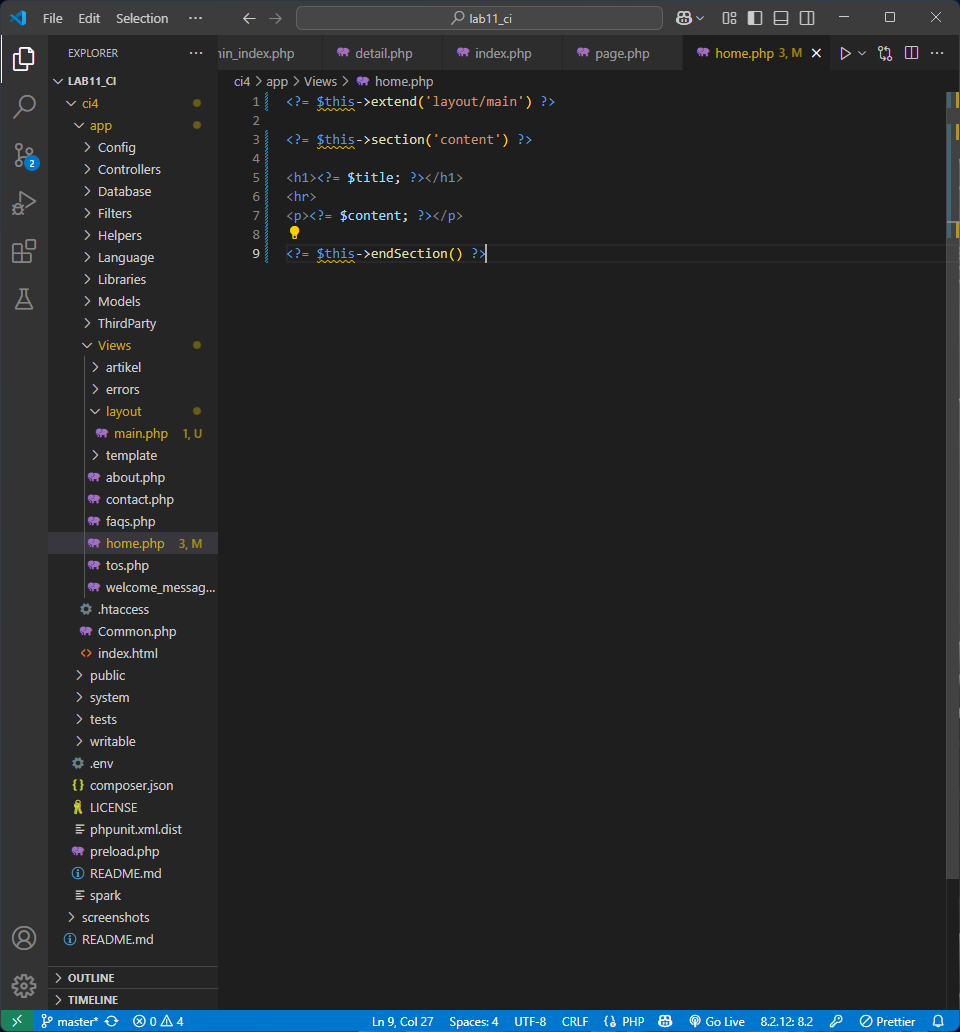 File Edit Selection ··· lab11_ci
EXPLORER ···
LAB11_CI
ci4
app
Config
Controllers
Database
Filters
Helpers
Language
Libraries
Models
ThirdParty
Views
artikel
errors
layout
main.php 1, U
template
about.php
contact.php
faqs.php
home.php 3, M
tos.php
welcome_messag...
.htaccess
Common.php
index.html
public
system
tests
writable
.env
composer.json
LICENSE
phpunit.xml.dist
preload.php
README.md
spark
screenshots
README.md
OUTLINE
TIMELINE
2
in_index.php detail.php index.php page.php home.php 3, M
ci4 > app > Views > home.php
1 <?= $this->extend('layout/main') ?>
2
3 <?= $this->section('content') ?>
4
5 <h1><?= $title; ?></h1>
6 <hr>
7 <p><?= $content; ?></p>
8
9 <?= $this->endSection() ?>
master* 0 4 Ln 9, Col 27 Spaces: 4 UTF-8 CRLF {} PHP Go Live 8.2.12: 8.2 Prettier